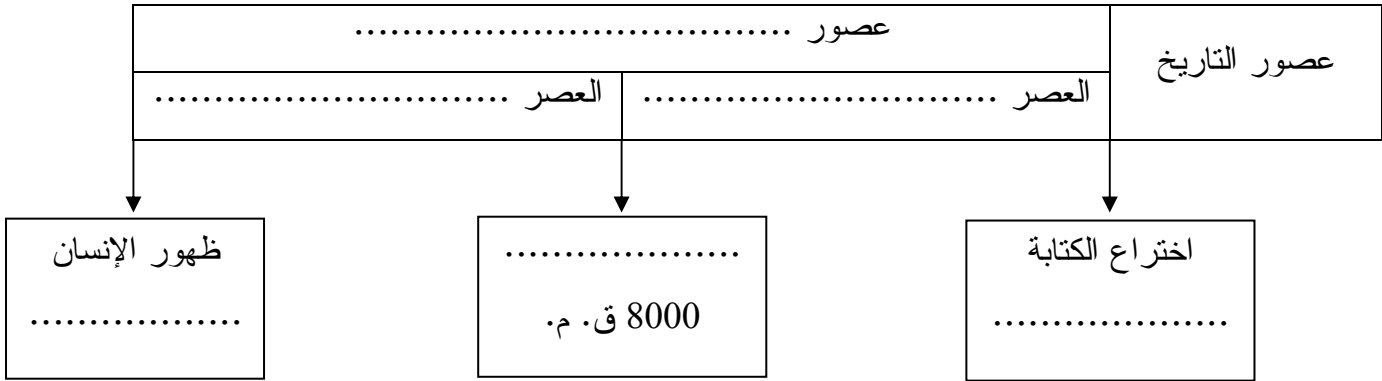 عصور التاريخ
عصور .....................................
العصر ..............................
العصر ..............................
اختراع الكتابة
....................
....................
8000 ق. م.
ظهور الإنسان
..................